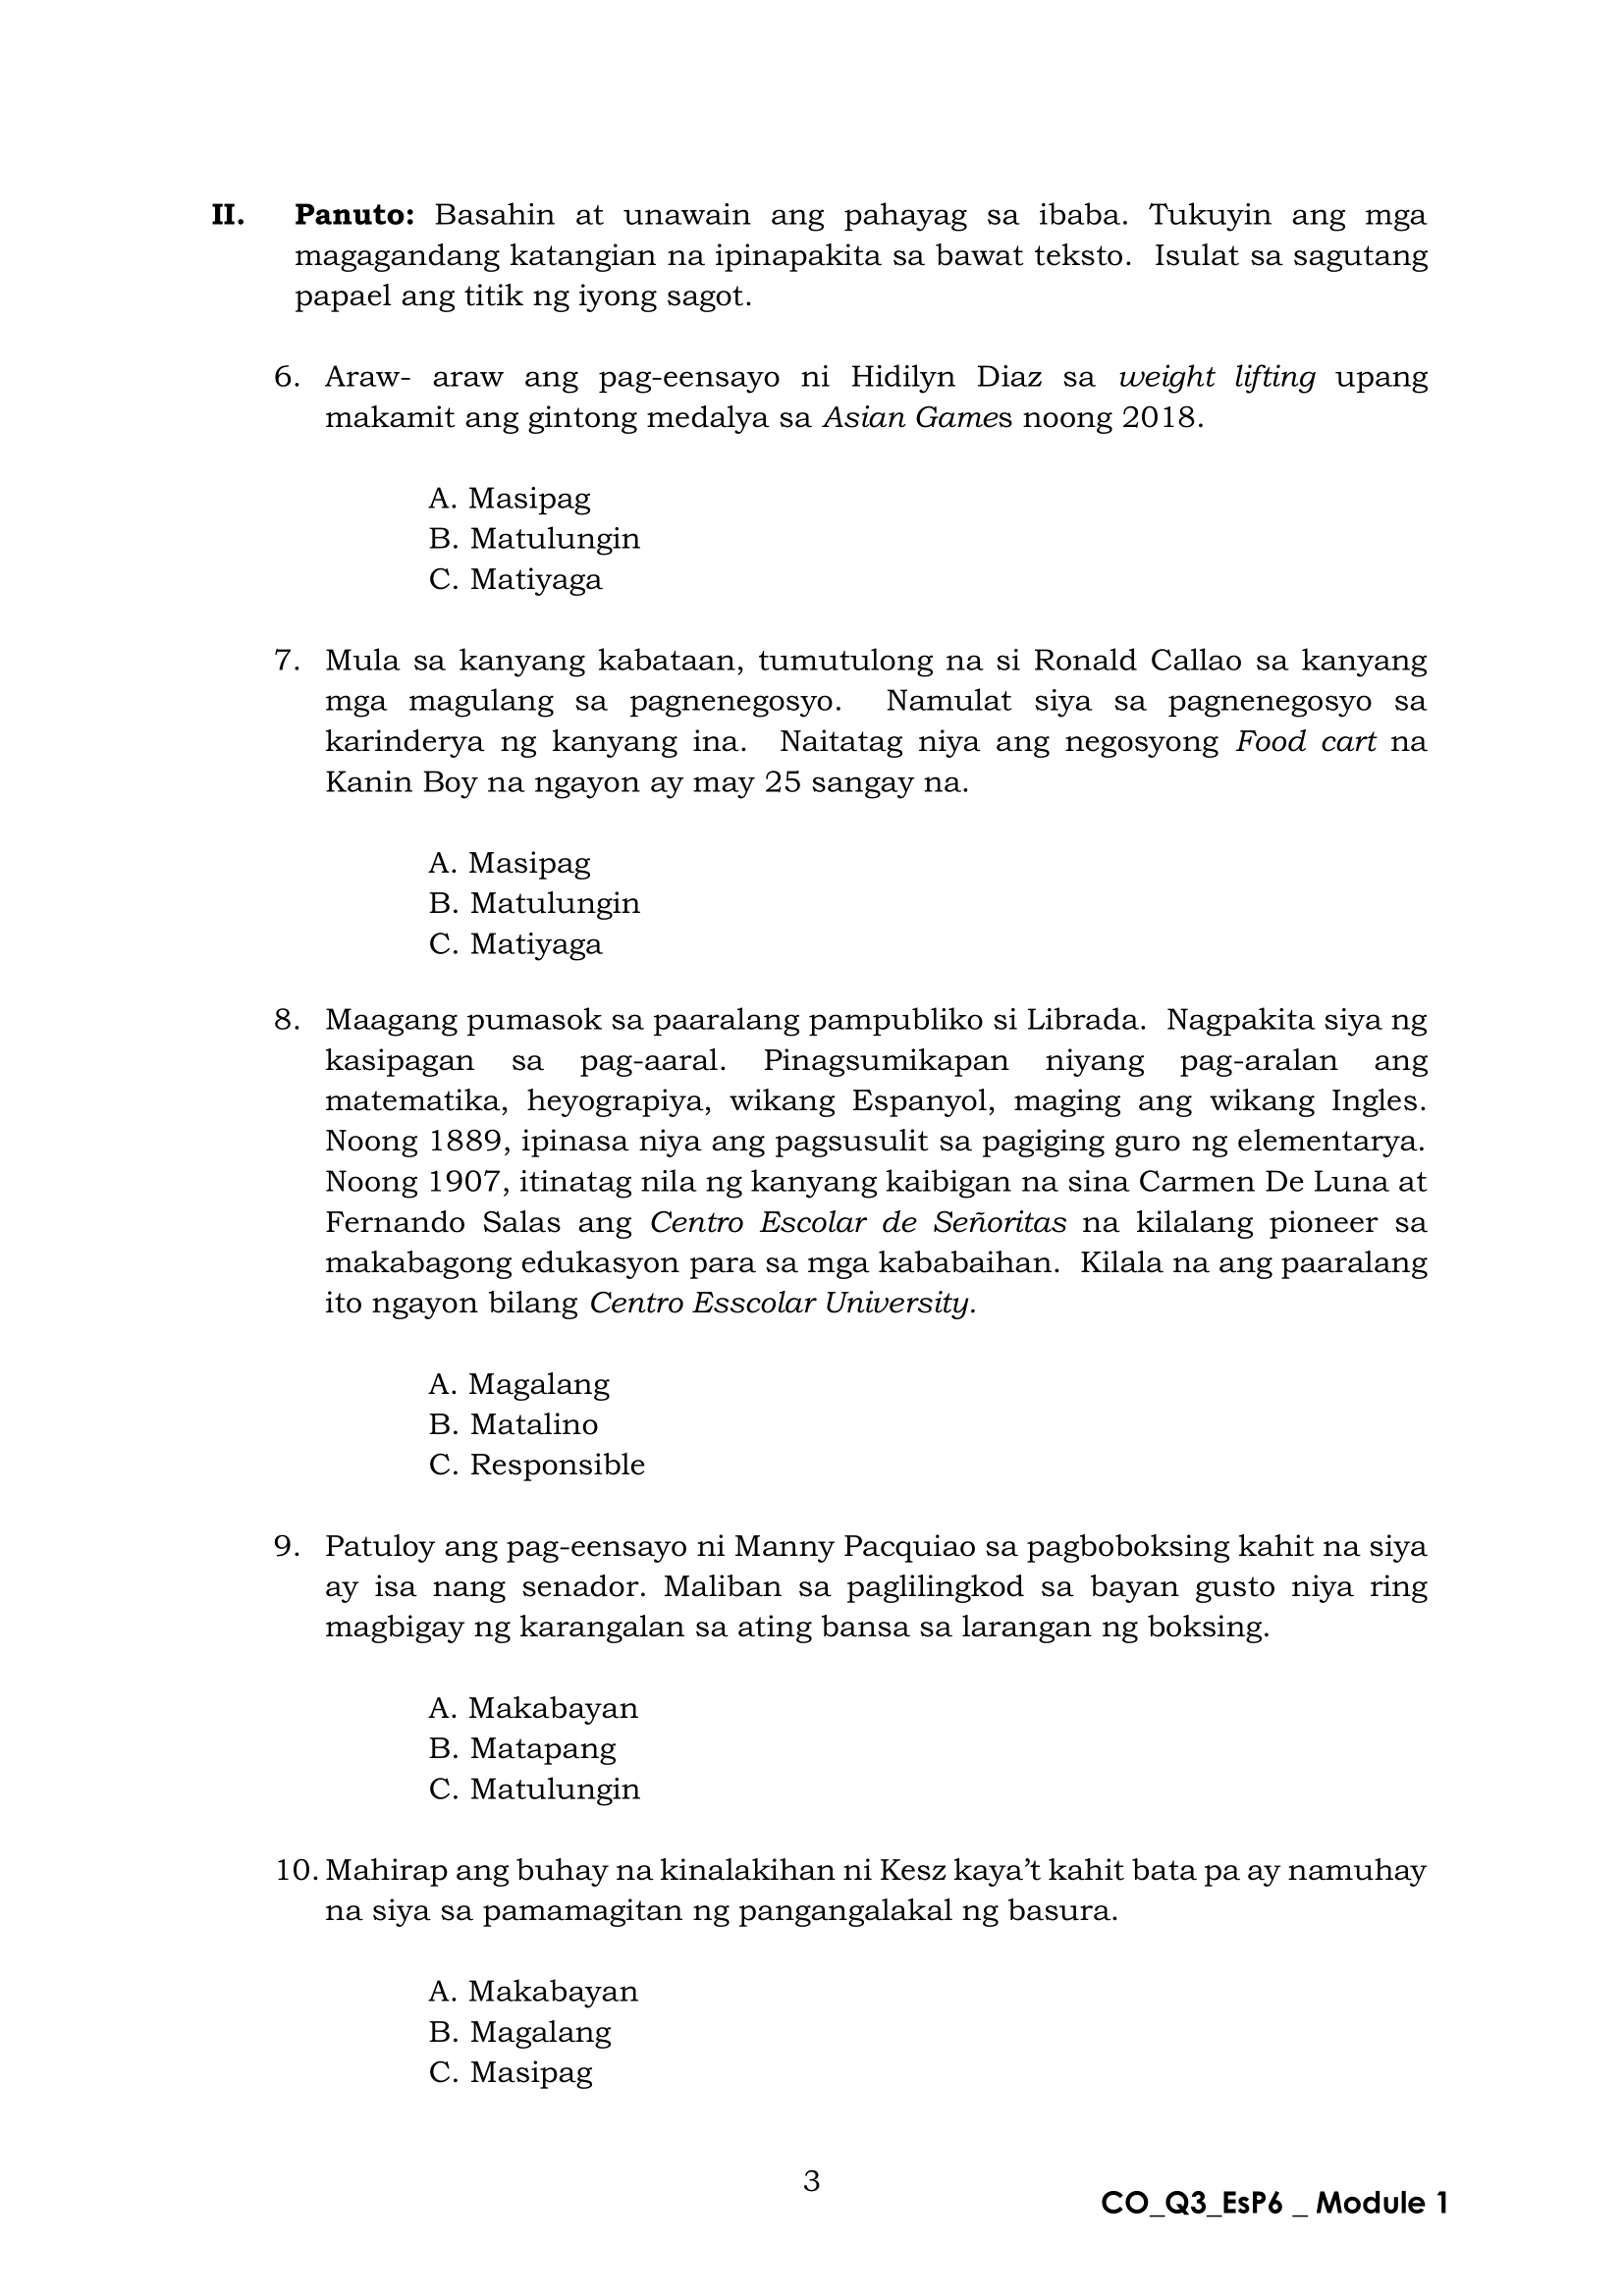 II. Panuto: Basahin at unawain ang pahayag sa ibaba. Tukuyin ang mga
magagandang katangian na ipinapakita sa bawat teksto. Isulat sa sagutang
papael ang titik ng iyong sagot.
6. Araw- araw ang pag-eensayo ni Hidilyn Diaz sa weight lifting upang
makamit ang gintong medalya sa Asian Games noong 2018.
A. Masipag
B. Matulungin
C. Matiyaga
7. Mula sa kanyang kabataan, tumutulong na si Ronald Callao sa kanyang
mga magulang sa pagnenegosyo. Namulat siya sa pagnenegosyo sa
karinderya ng kanyang ina. Naitatag niya ang negosyong Food cart na
Kanin Boy na ngayon ay may 25 sangay na.
A. Masipag
B. Matulungin
C. Matiyaga
8. Maagang pumasok sa paaralang pampubliko si Librada. Nagpakita siya ng
kasipagan sa pag-aaral. Pinagsumikapan niyang pag-aralan ang
matematika, heyograpiya, wikang Espanyol, maging ang wikang Ingles.
Noong 1889, ipinasa niya ang pagsusulit sa pagiging guro ng elementarya.
Noong 1907, itinatag nila ng kanyang kaibigan na sina Carmen De Luna at
Fernando Salas ang Centro Escolar de Señoritas na kilalang pioneer sa
makabagong edukasyon para sa mga kababaihan. Kilala na ang paaralang
ito ngayon bilang Centro Esscolar University.
A. Magalang
B. Matalino
C. Responsible
9. Patuloy ang pag-eensayo ni Manny Pacquiao sa pagboboksing kahit na siya
ay isa nang senador. Maliban sa paglilingkod sa bayan gusto niya ring
magbigay ng karangalan sa ating bansa sa larangan ng boksing.
A. Makabayan
B. Matapang
C. Matulungin
10. Mahirap ang buhay na kinalakihan ni Kesz kaya’t kahit bata pa ay namuhay
na siya sa pamamagitan ng pangangalakal ng basura.
A. Makabayan
B. Magalang
C. Masipag
3
CO_Q3_EsP6 _ Module 1